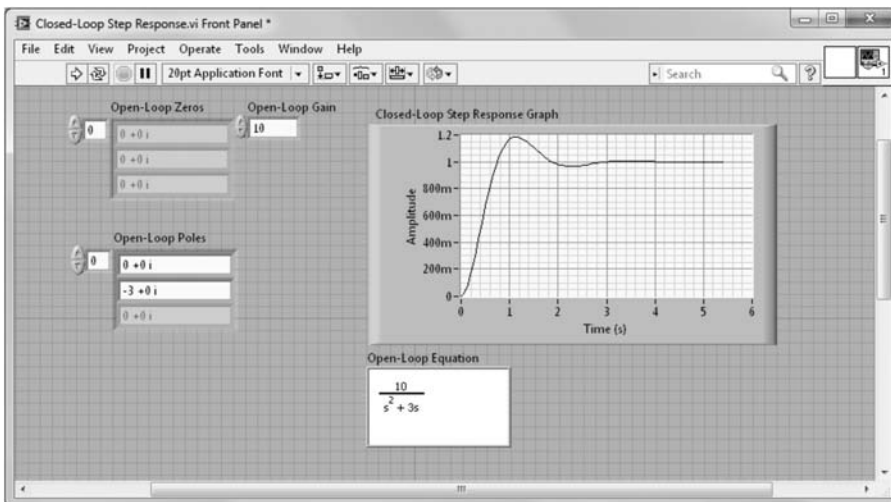 Closed-Loop Step Response.vi Front Panel *
File Edit View Project Operate Tools Window Help
20pt Application Font
Search
1
Open-Loop Zeros
0
0 +0 i
0 +0 i
0 +0 i
Open-Loop Gain
10
Open-Loop Poles
0
0 +0 i
-3 +0 i
0 +0 i
Closed-Loop Step Response Graph
Amplitude
1.2
1
800m
600m
400m
200m
0
0 1 2 3 4 5 6
Time (s)
Open-Loop Equation
10
s² + 3s